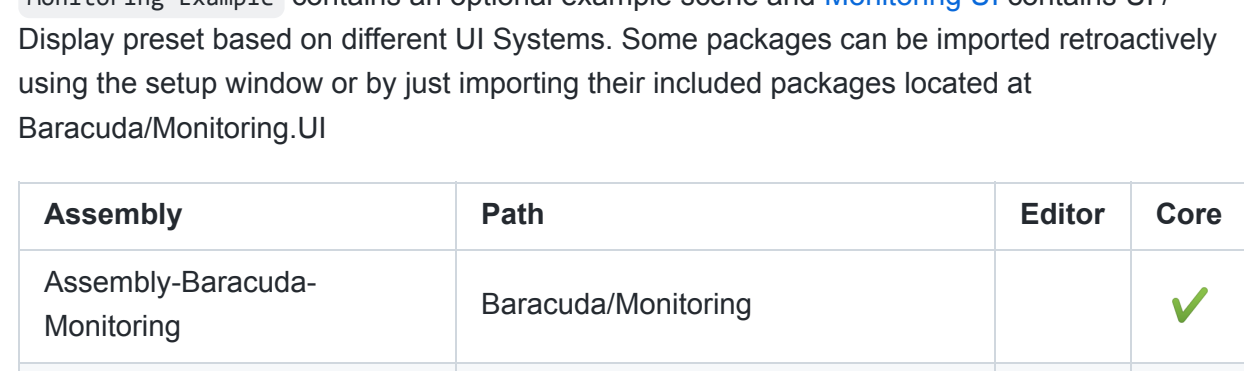 Monitoring Example contains an optional example scene and Monitoring UI contains UI /
Display preset based on different UI Systems. Some packages can be imported retroactively
using the setup window or by just importing their included packages located at
Baracuda/Monitoring.UI
Assembly Path Editor Core
Assembly-Baracuda-
Monitoring Baracuda/Monitoring ✔